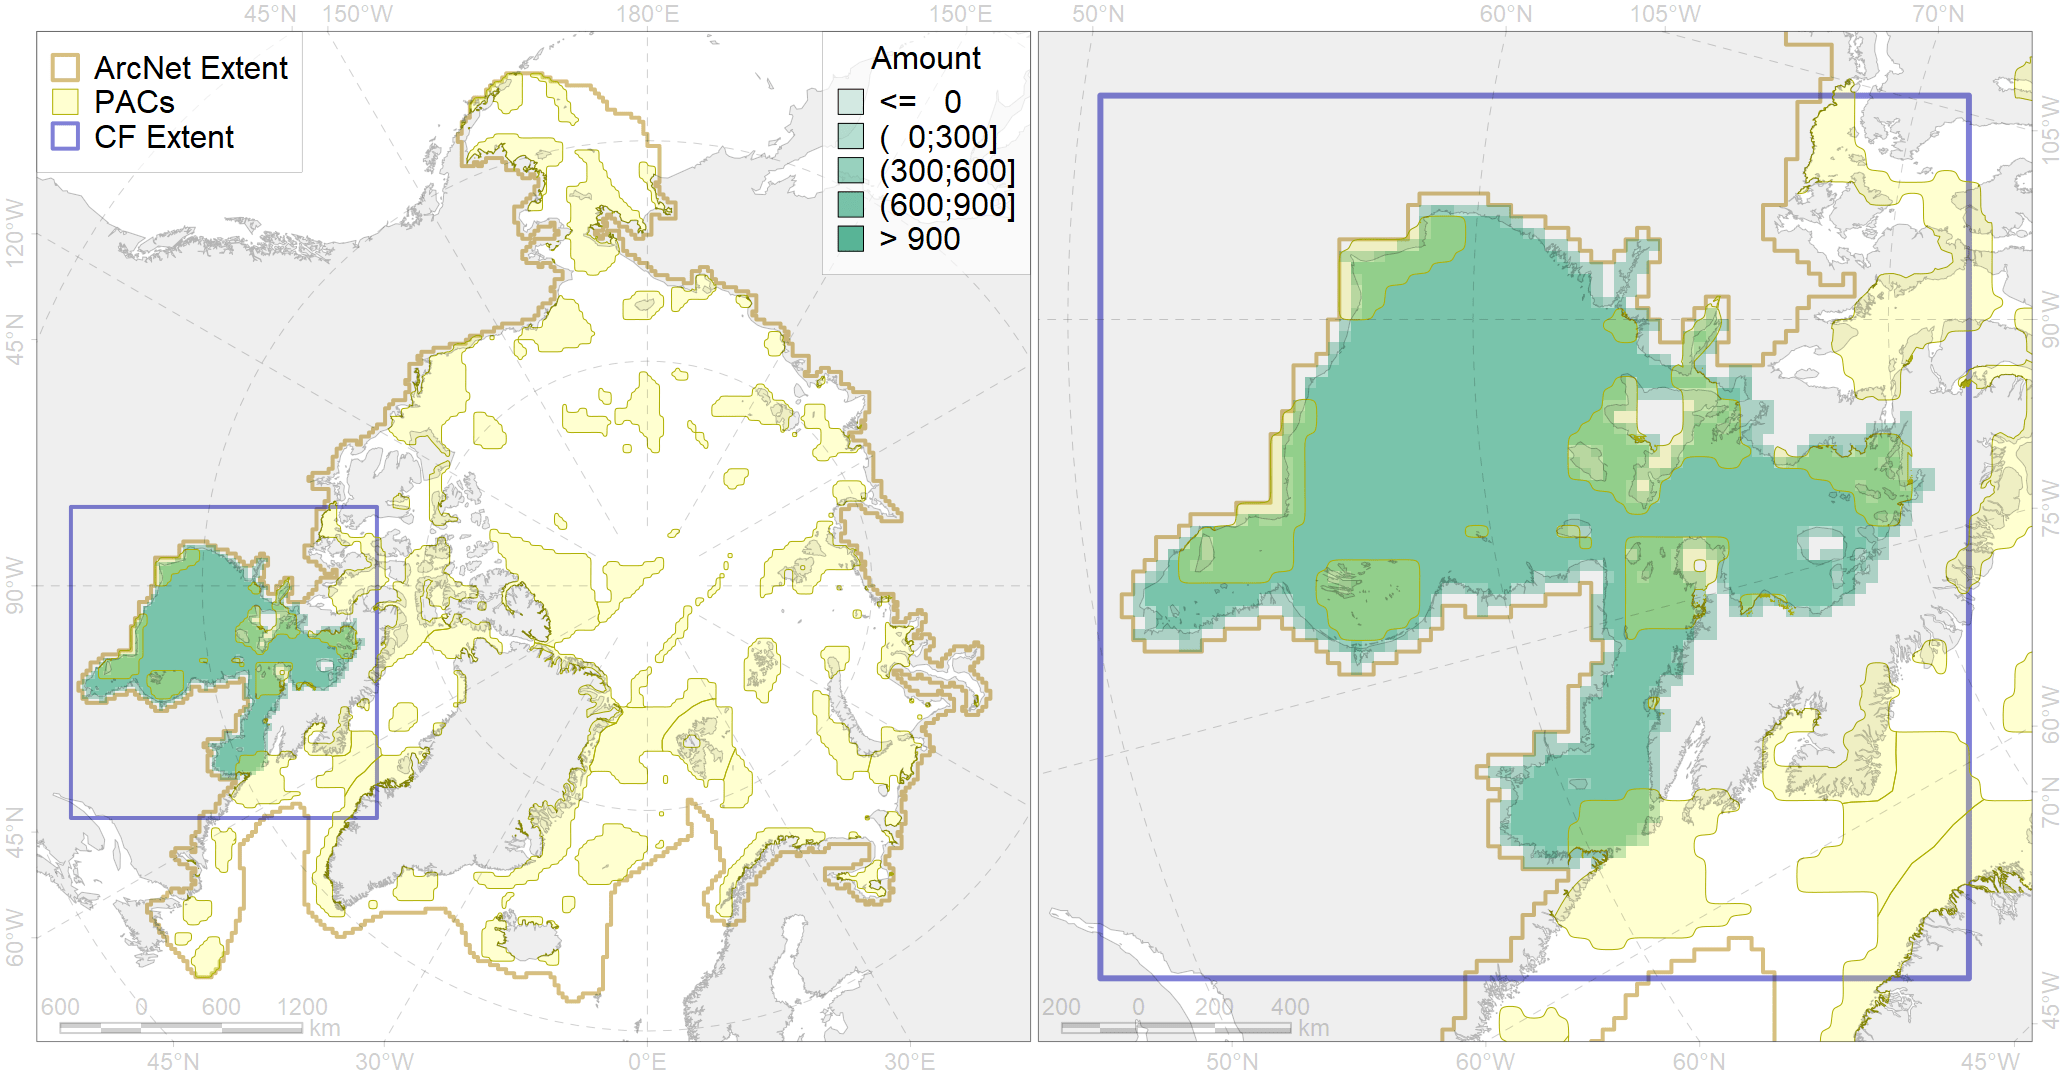 45°N 150°W 180°E 150°E 50°N 60°N 105°W 70°N
ArcNet Extent
PACs
CF Extent
Amount
<= 0
( 0;300]
(300;600]
(600;900]
> 900
120°W
45°N
90°W
45°N
60°W
105°W
90°W
75°W
60°W
70°N
45°W
600 0 600 1200
km
200 0 200 400
km
45°N 30°W 0°E 30°E 50°N 60°W 60°N 45°W